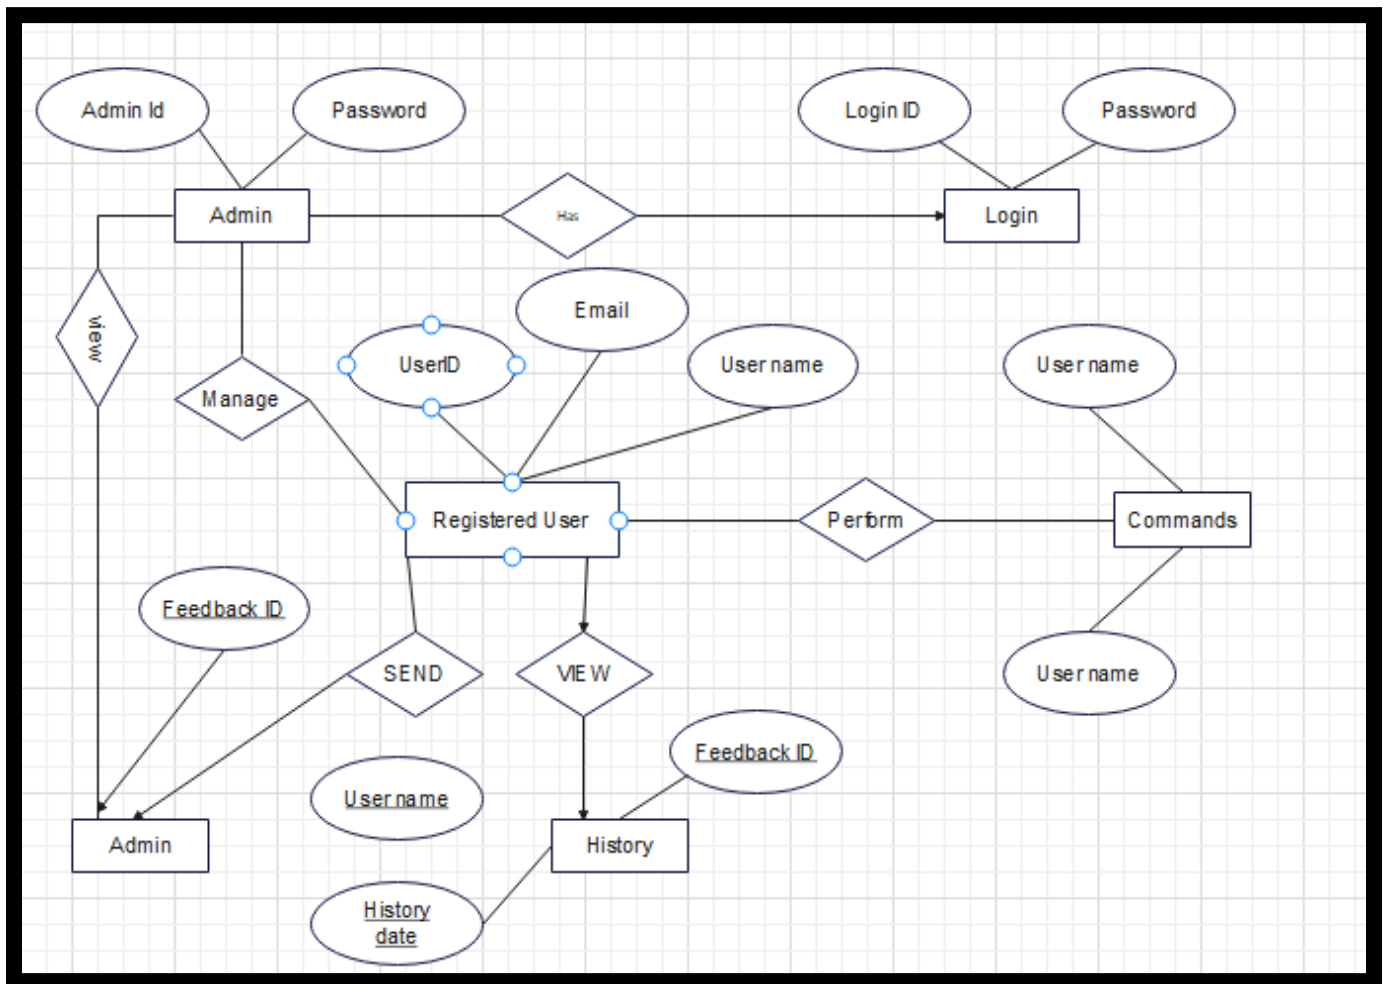 Admin Id
Password
Login ID
Password
Admin
Has
Login
Email
view
UserID
User name
User name
Manage
Registered User
Perform
Commands
Feedback ID
SEND
VIEW
User name
Feedback ID
User name
Admin
History
History
date